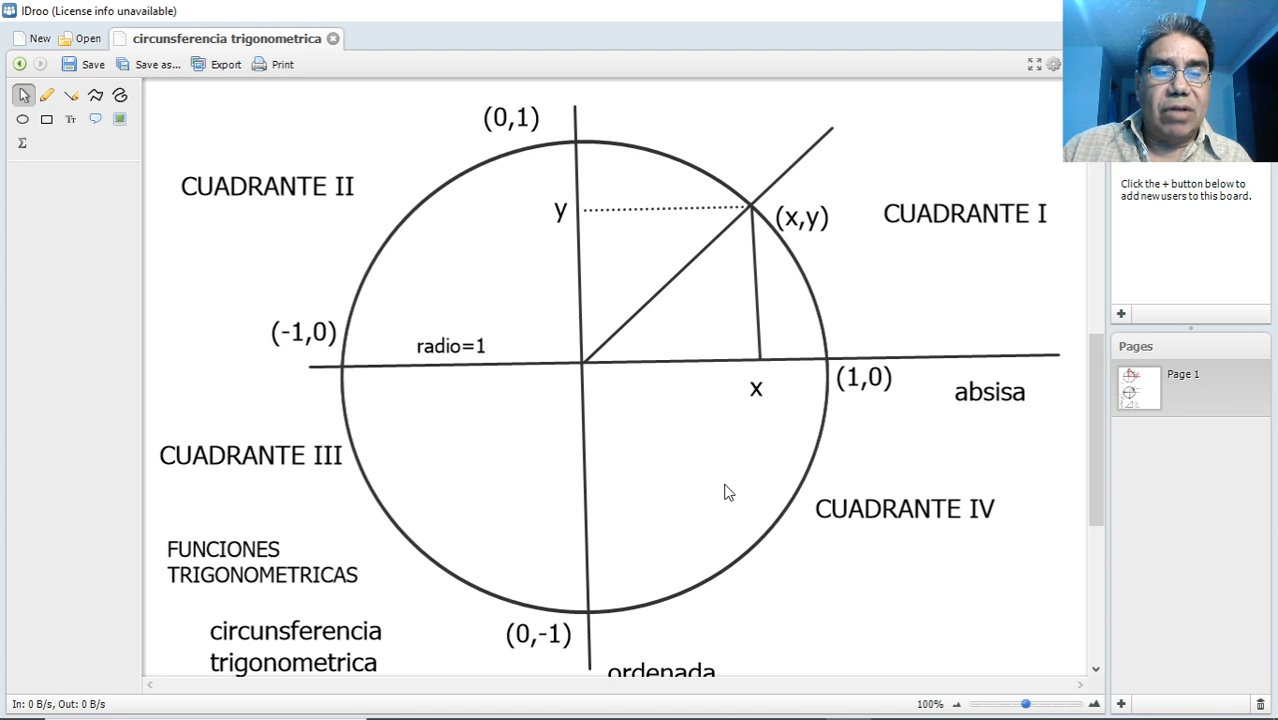 IDroo (License info unavailable)
New Open circunsferencia trigonometrica
Save Save as... Export Print
Tr
Σ
(0,1)
CUADRANTE II
y
(x,y)
CUADRANTE I
(-1,0)
radio=1
x
(1,0)
absisa
CUADRANTE III
CUADRANTE IV
FUNCIONES
TRIGONOMETRICAS
circunsferencia
trigonometrica
(0,-1)
ordenada
Click the + button below to
add new users to this board.
Pages
Page 1
In: 0 B/s, Out: 0 B/s
100%